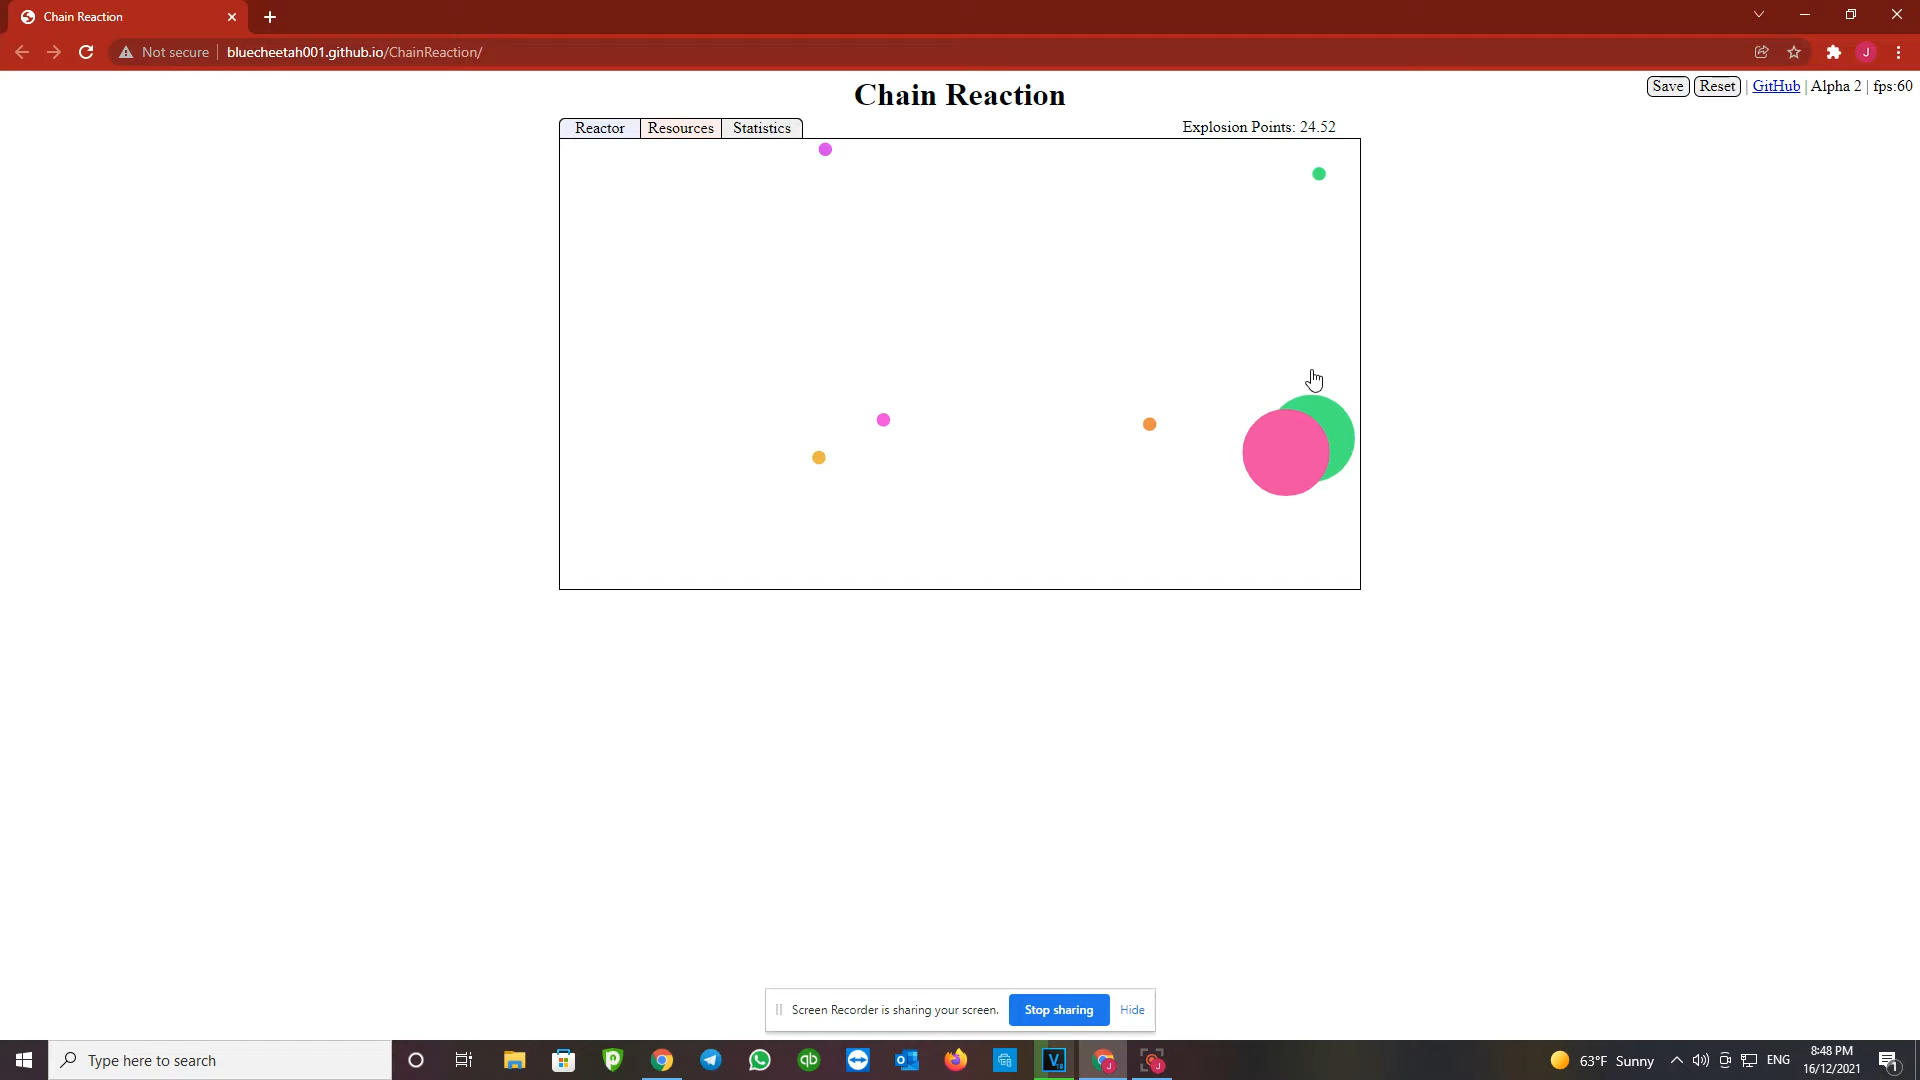 Chain Reaction
Not secure bluecheetah001.github.io/ChainReaction/ J
Save Reset | GitHub | Alpha 2 | fps:60
Chain Reaction
Reactor Resources Statistics Explosion Points: 24.52
Screen Recorder is sharing your screen. Stop sharing Hide
Type here to search
63°F Sunny ENG
8:48 PM
16/12/2021